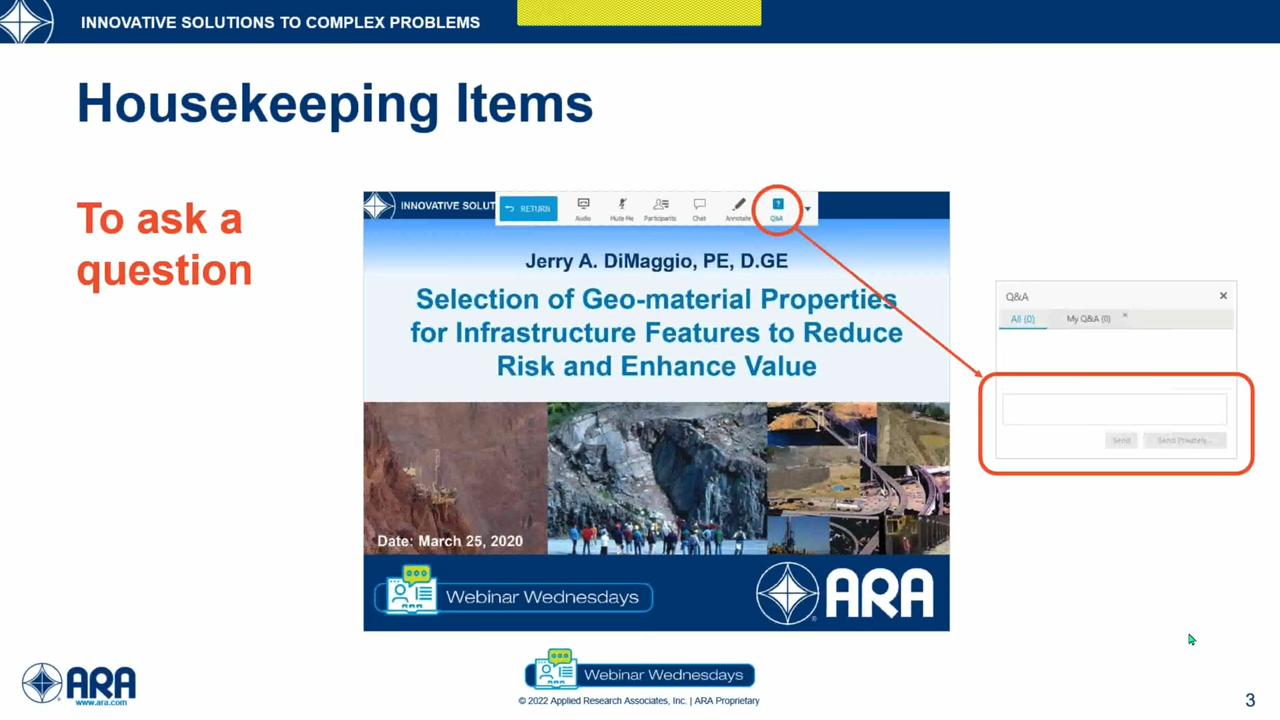 INNOVATIVE SOLUTIONS TO COMPLEX PROBLEMS
Housekeeping Items
To ask a
question
INNOVATIVE SOLUT
RETURN
Audio
Mute Me
Participants
Chat
Annotate
Q&A
Jerry A. DiMaggio, PE, D.GE
Selection of Geo-material Properties
for Infrastructure Features to Reduce
Risk and Enhance Value
Date: March 25, 2020
Webinar Wednesdays
ARA
Q&A
All (0)
My Q&A (0)
Send
Send Privately...
ARA
www.ara.com
Webinar Wednesdays
© 2022 Applied Research Associates, Inc. | ARA Proprietary
3